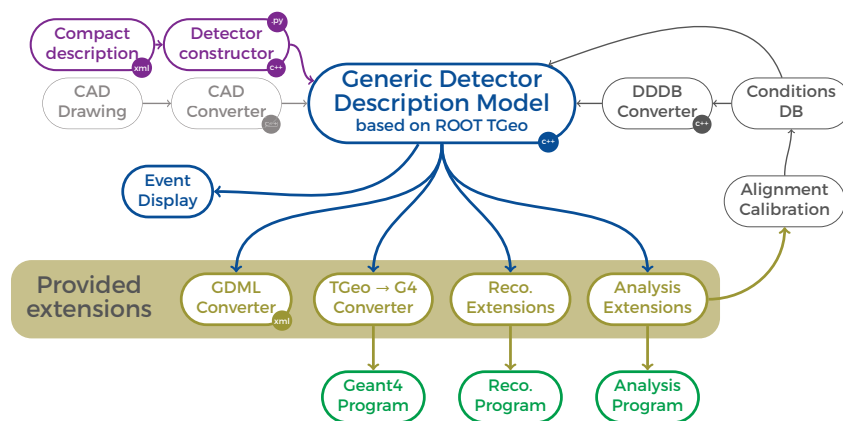 Compact
description
xml
Detector
constructor
.py
c++
CAD
Drawing
CAD
Converter
c++
Generic Detector
Description Model
based on ROOT TGeo
c++
DDDB
Converter
c++
Conditions
DB
Event
Display
Alignment
Calibration
Provided
extensions
GDML
Converter
xml
TGeo → G4
Converter
Reco.
Extensions
Analysis
Extensions
Geant4
Program
Reco.
Program
Analysis
Program